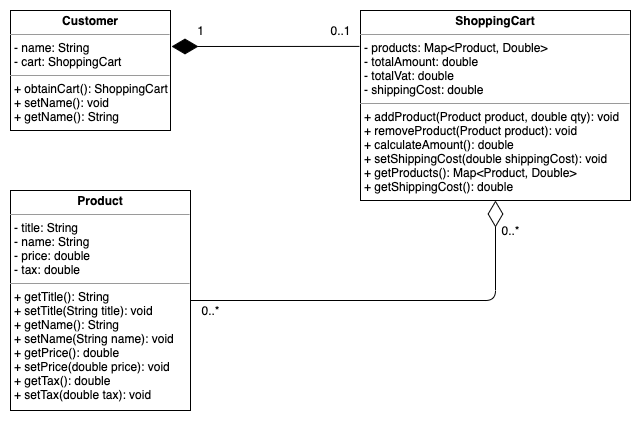 Customer
- name: String
- cart: ShoppingCart
+ obtainCart(): ShoppingCart
+ setName(): void
+ getName(): String
1
0..1
ShoppingCart
- products: Map<Product, Double>
- totalAmount: double
- totalVat: double
- shippingCost: double
+ addProduct(Product product, double qty): void
+ removeProduct(Product product): void
+ calculateAmount(): double
+ setShippingCost(double shippingCost): void
+ getProducts(): Map<Product, Double>
+ getShippingCost(): double
0..*
Product
- title: String
- name: String
- price: double
- tax: double
+ getTitle(): String
+ setTitle(String title): void
+ getName(): String
+ setName(String name): void
+ getPrice(): double
+ setPrice(double price): void
+ getTax(): double
+ setTax(double tax): void
0..*